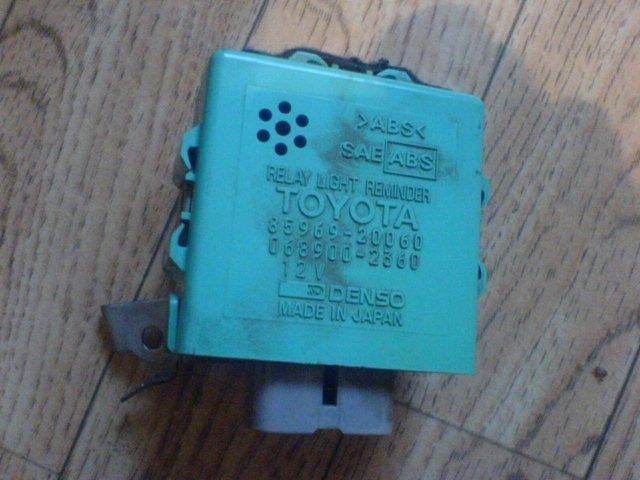 >ABS<
SAE ABS
RELAY LIGHT REMINDER
TOYOTA
85969-20060
068900-2360
12V
DENSO
MADE IN JAPAN